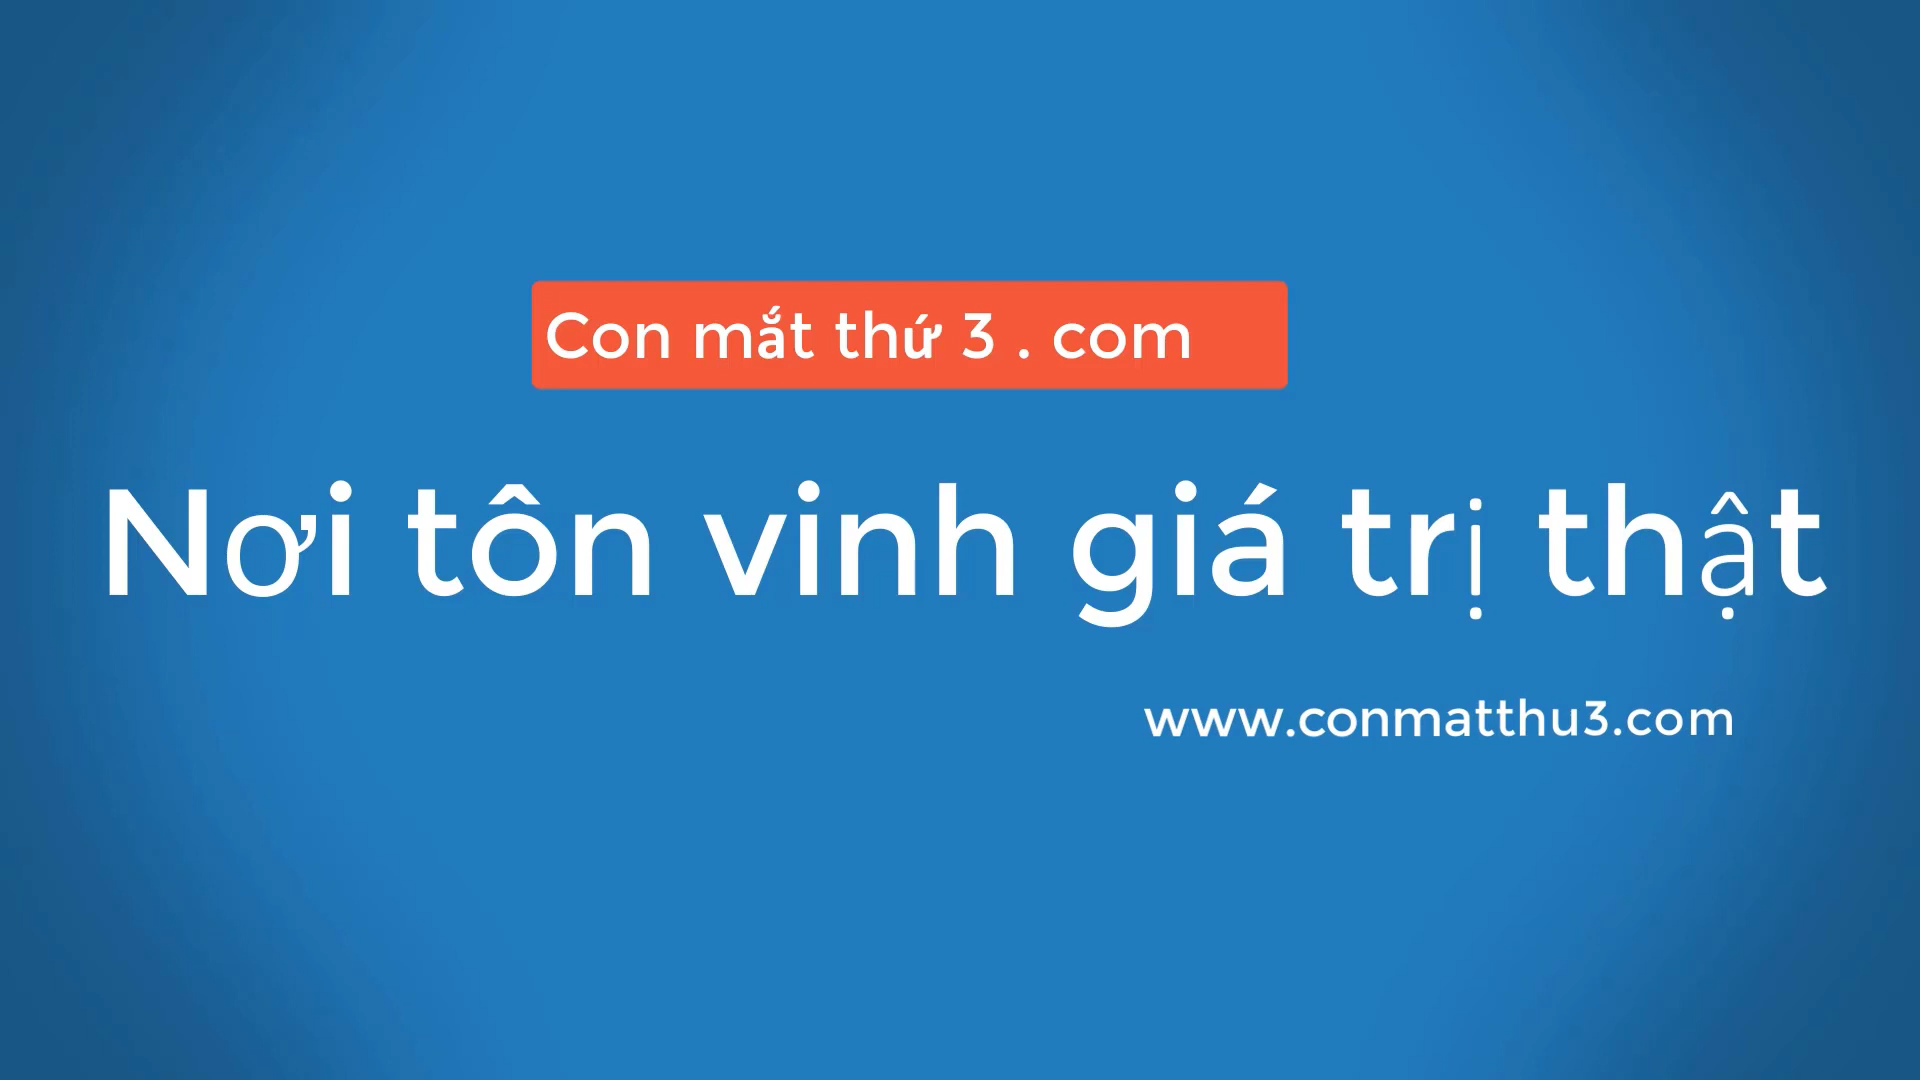 Con mắt thứ 3 . com
Nơi tôn vinh giá trị thật
www.conmatthu3.com